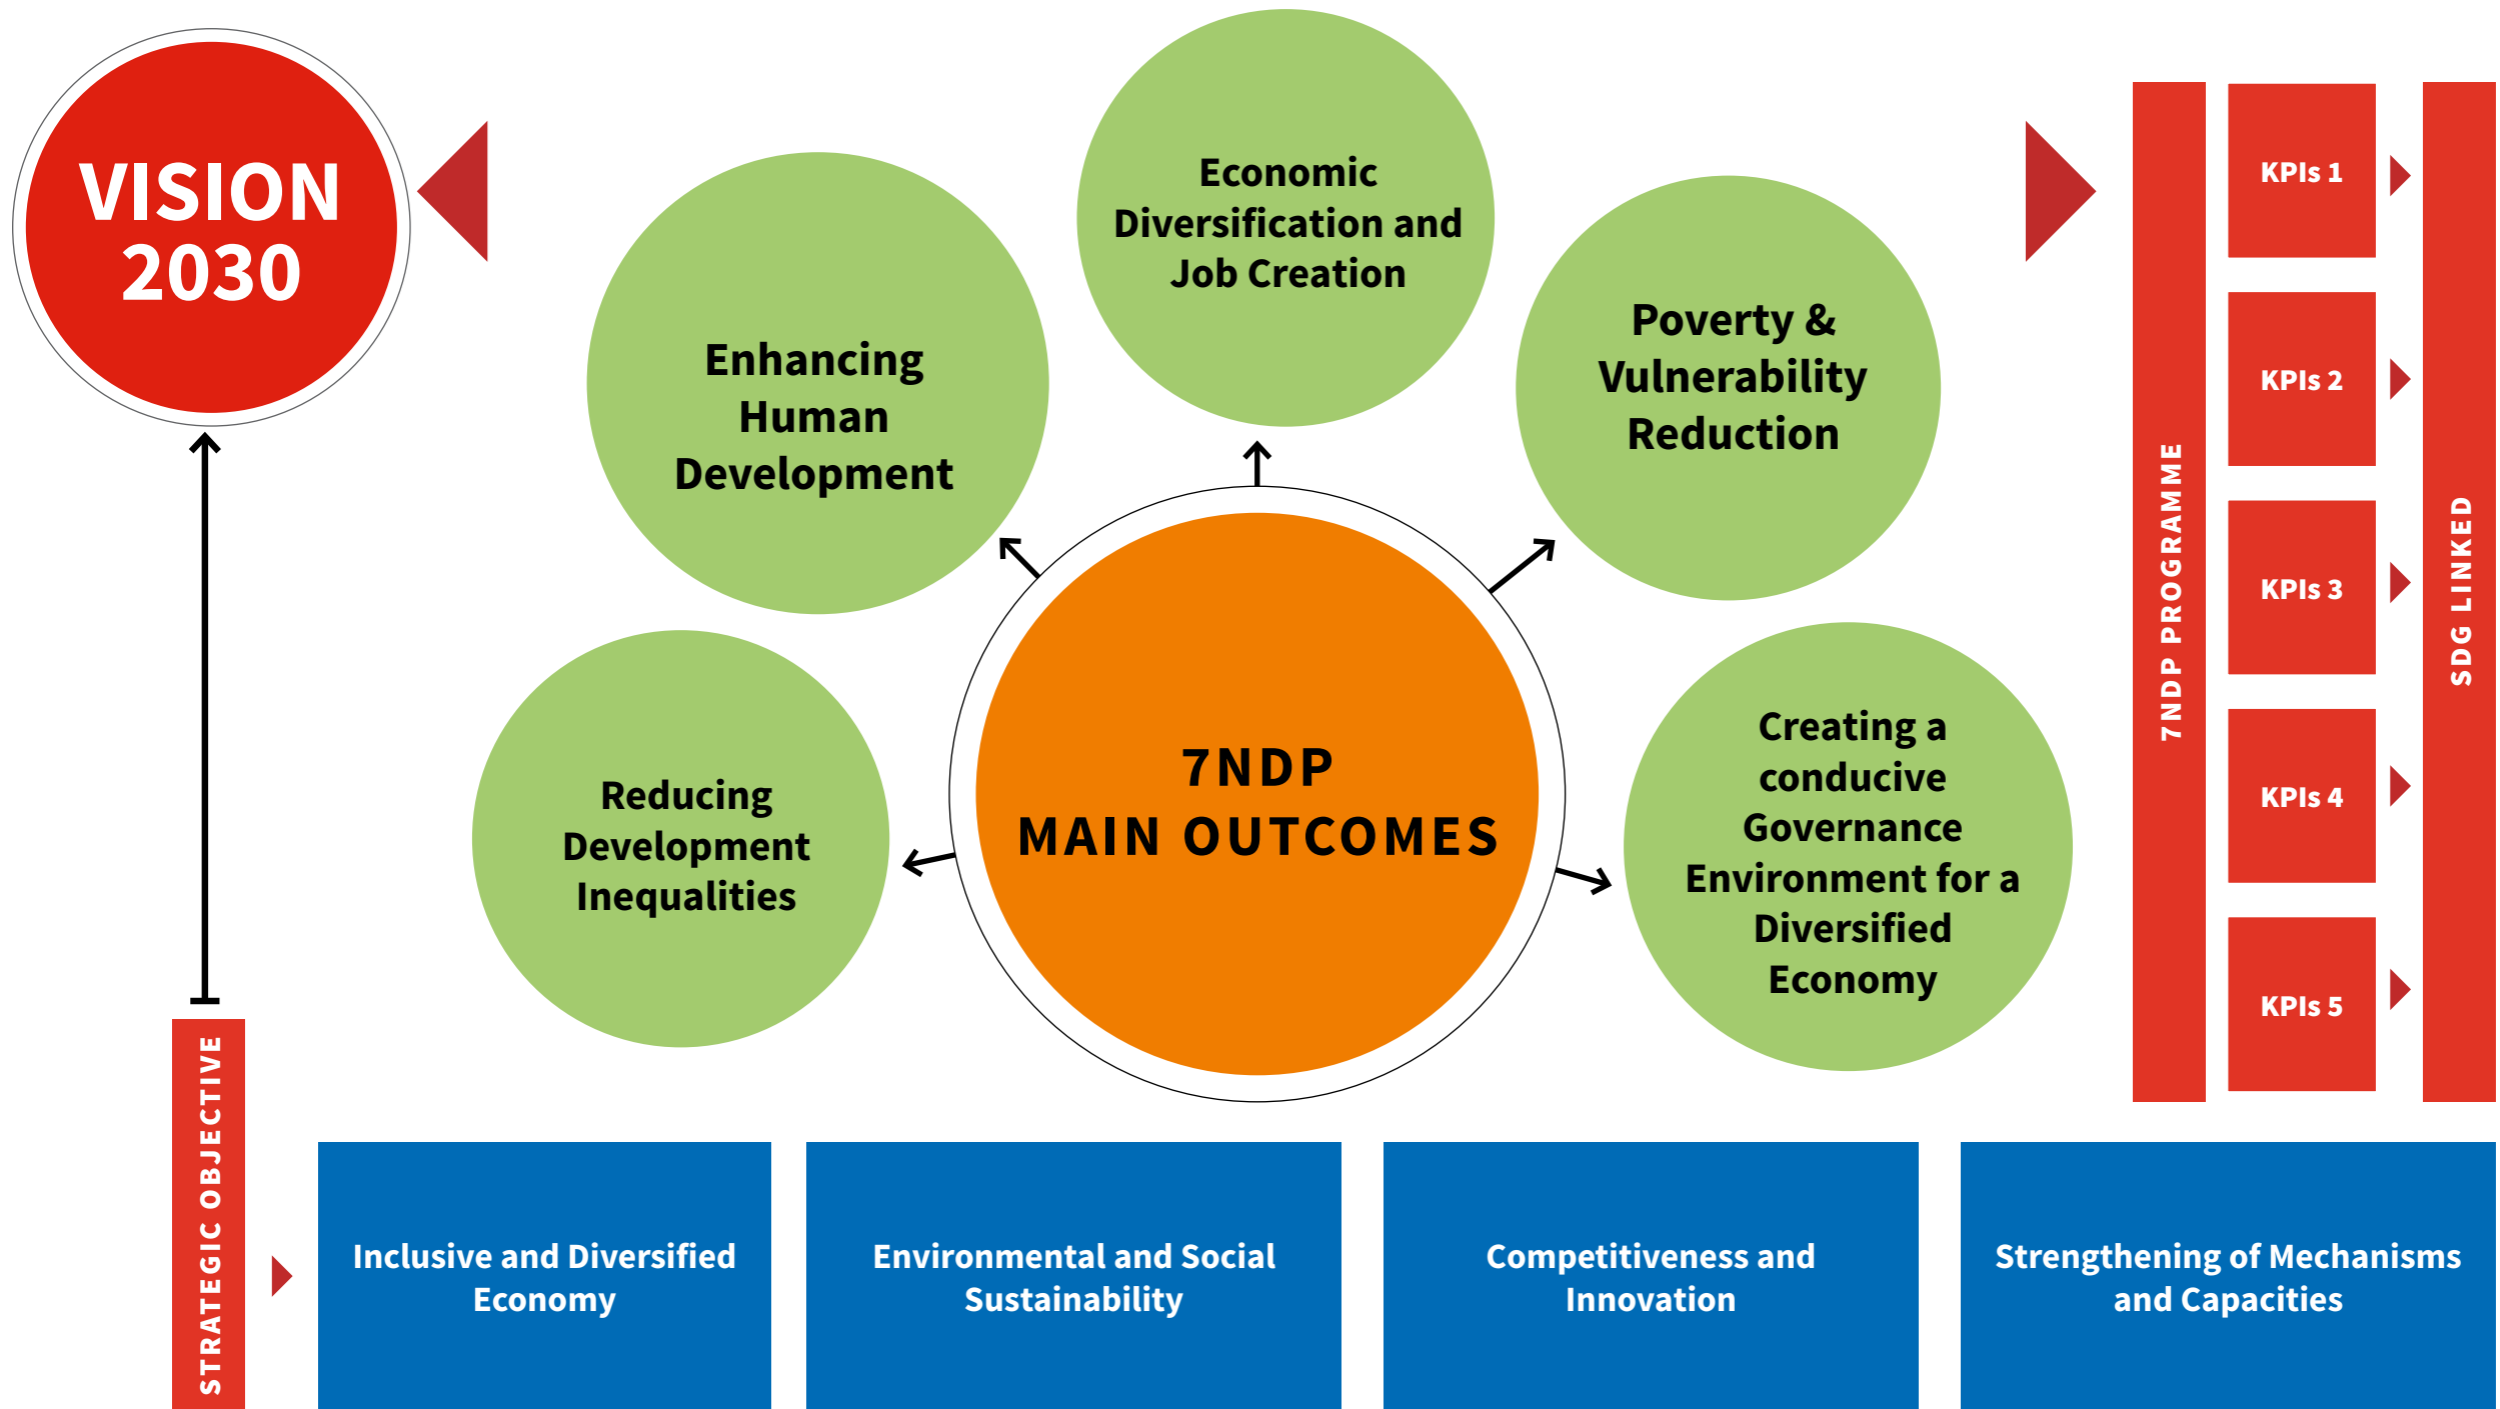 VISION
2030
Economic
Diversification and
Job Creation
Enhancing
Human
Development
Poverty &
Vulnerability
Reduction
Reducing
Development
Inequalities
7NDP
MAIN OUTCOMES
Creating a
conducive
Governance
Environment for a
Diversified
Economy
7NDP PROGRAMME
KPIs 1
KPIs 2
KPIs 3
KPIs 4
KPIs 5
SDG LINKED
STRATEGIC OBJECTIVE
Inclusive and Diversified
Economy
Environmental and Social
Sustainability
Competitiveness and
Innovation
Strengthening of Mechanisms
and Capacities